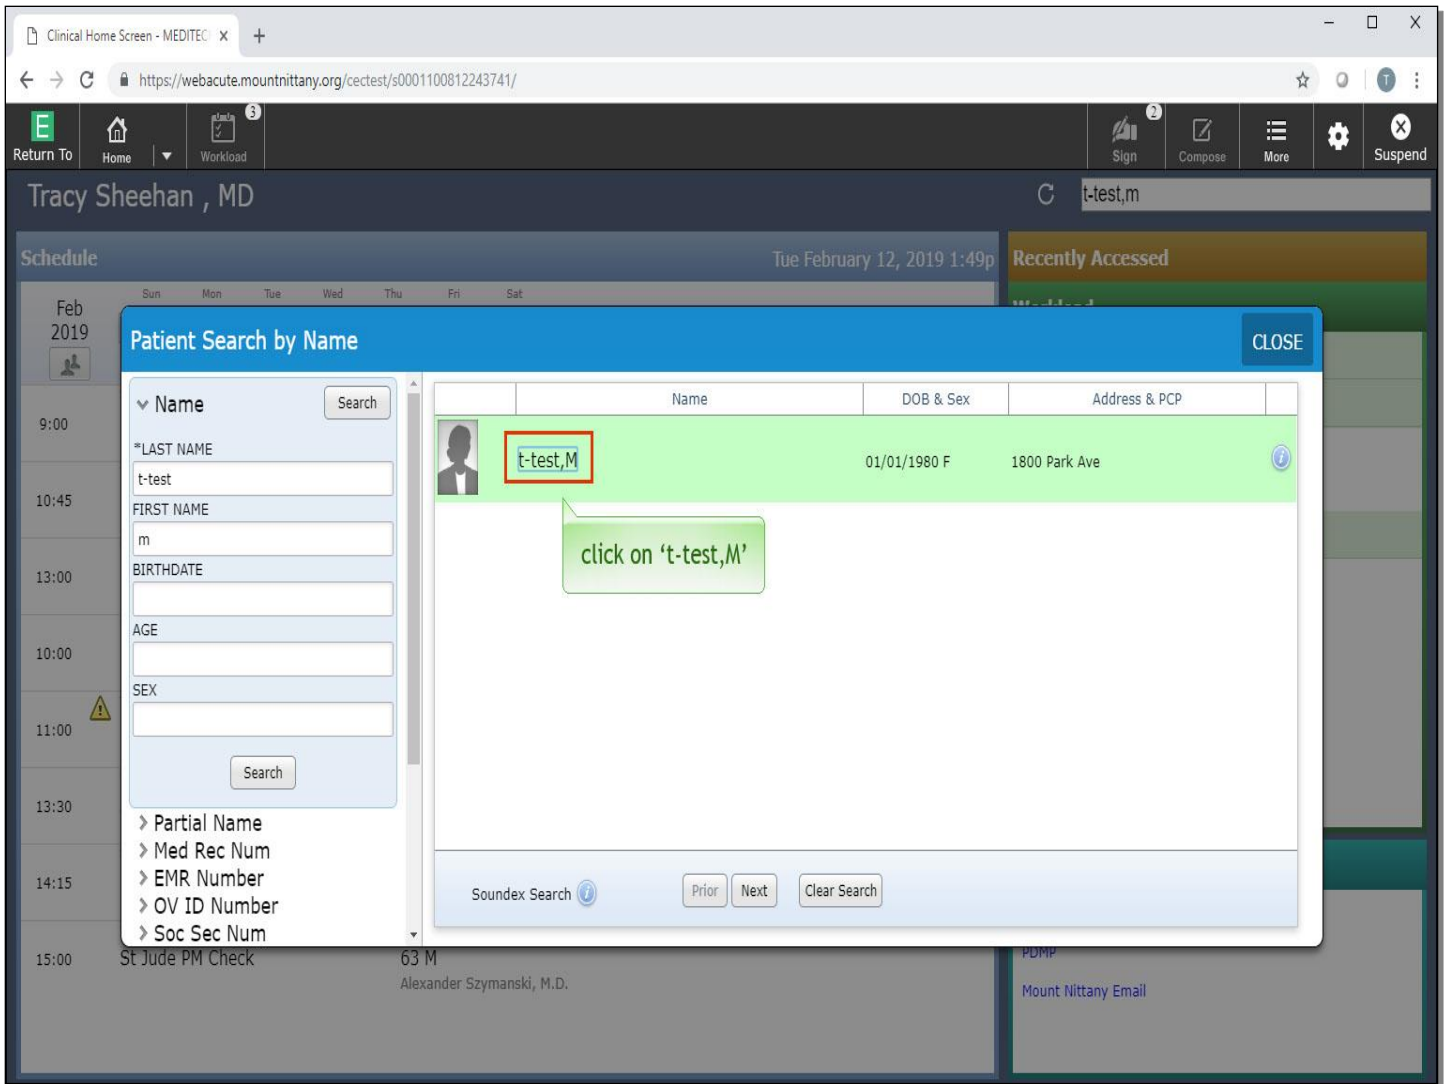 Clinical Home Screen - MEDITEC
https://webacute.mountnittany.org/cectest/s0001100812243741/
E
Return To
Home
3
Workload
2
Sign
Compose
More
Suspend
Tracy Sheehan , MD
t-test,m
Schedule
Tue February 12, 2019 1:49p
Recently Accessed
Sun Mon Tue Wed Thu Fri Sat
Feb
2019
Workload
Patient Search by Name
CLOSE
Name
Search
*LAST NAME
t-test
FIRST NAME
m
BIRTHDATE
AGE
SEX
Search
Partial Name
Med Rec Num
EMR Number
OV ID Number
Soc Sec Num
Name DOB & Sex Address & PCP
t-test,M 01/01/1980 F 1800 Park Ave
click on ‘t-test,M’
Soundex Search Prior Next Clear Search
9:00
10:45
13:00
10:00
11:00
13:30
14:15
15:00 St Jude PM Check 63 M
Alexander Szymanski, M.D.
PDMP
Mount Nittany Email
T